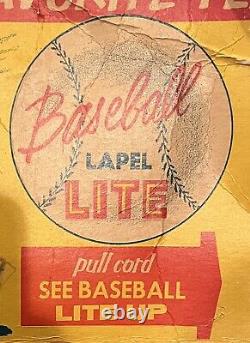 Baseball
LAPEL
LITE
pull cord
SEE BASEBALL
LITE UP